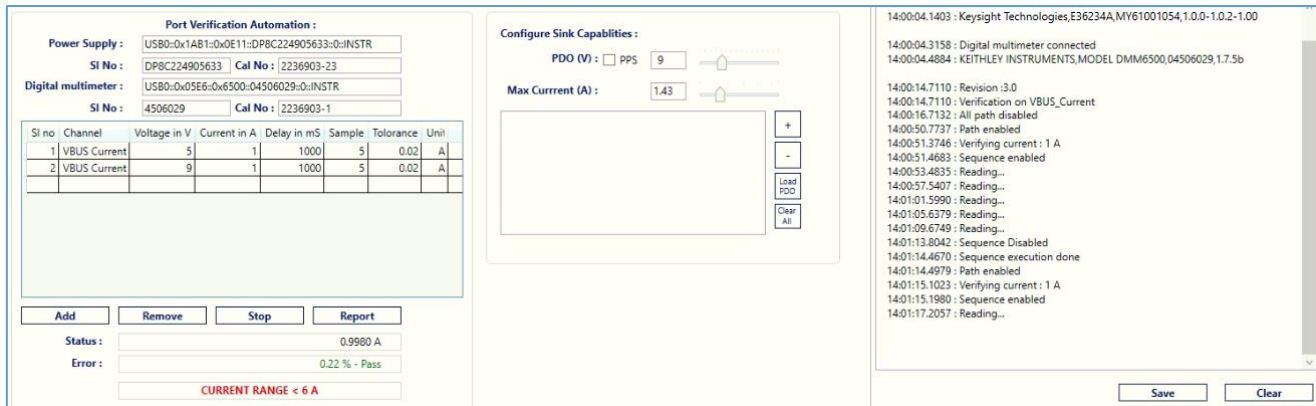 Port Verification Automation :
Power Supply : USB0::0x1AB1::0x0E11::DP8C224905633::0::INSTR
Sl No : DP8C224905633 Cal No : 2236903-23
Digital multimeter : USB0::0x05E6::0x6500::04506029::0::INSTR
Sl No : 4506029 Cal No : 2236903-1
Sl no Channel Voltage in V Current in A Delay in mS Sample Tolorance Unit
1 VBUS Current 5 1 1000 5 0.02 A
2 VBUS Current 9 1 1000 5 0.02 A
Add Remove Stop Report
Status : 0.9980 A
Error : 0.22 % - Pass
CURRENT RANGE < 6 A
Configure Sink Capablities :
PDO (V) : PPS 9
Max Currrent (A) : 1.43
+
-
Load
PDO
Clear
All
14:00:04.1403 : Keysight Technologies,E36234A,MY61001054,1.0.0-1.0.2-1.00
14:00:04.3158 : Digital multimeter connected
14:00:04.4884 : KEITHLEY INSTRUMENTS,MODEL DMM6500,04506029,1.7.5b
14:00:14.7110 : Revision :3.0
14:00:14.7110 : Verification on VBUS_Current
14:00:16.7132 : All path disabled
14:00:50.7737 : Path enabled
14:00:51.3746 : Verifying current : 1 A
14:00:51.4683 : Sequence enabled
14:00:53.4835 : Reading...
14:00:57.5407 : Reading...
14:01:01.5990 : Reading...
14:01:05.6379 : Reading...
14:01:09.6749 : Reading...
14:01:13.8042 : Sequence Disabled
14:01:14.4670 : Sequence execution done
14:01:14.4979 : Path enabled
14:01:15.1023 : Verifying current : 1 A
14:01:15.1980 : Sequence enabled
14:01:17.2057 : Reading...
Save Clear